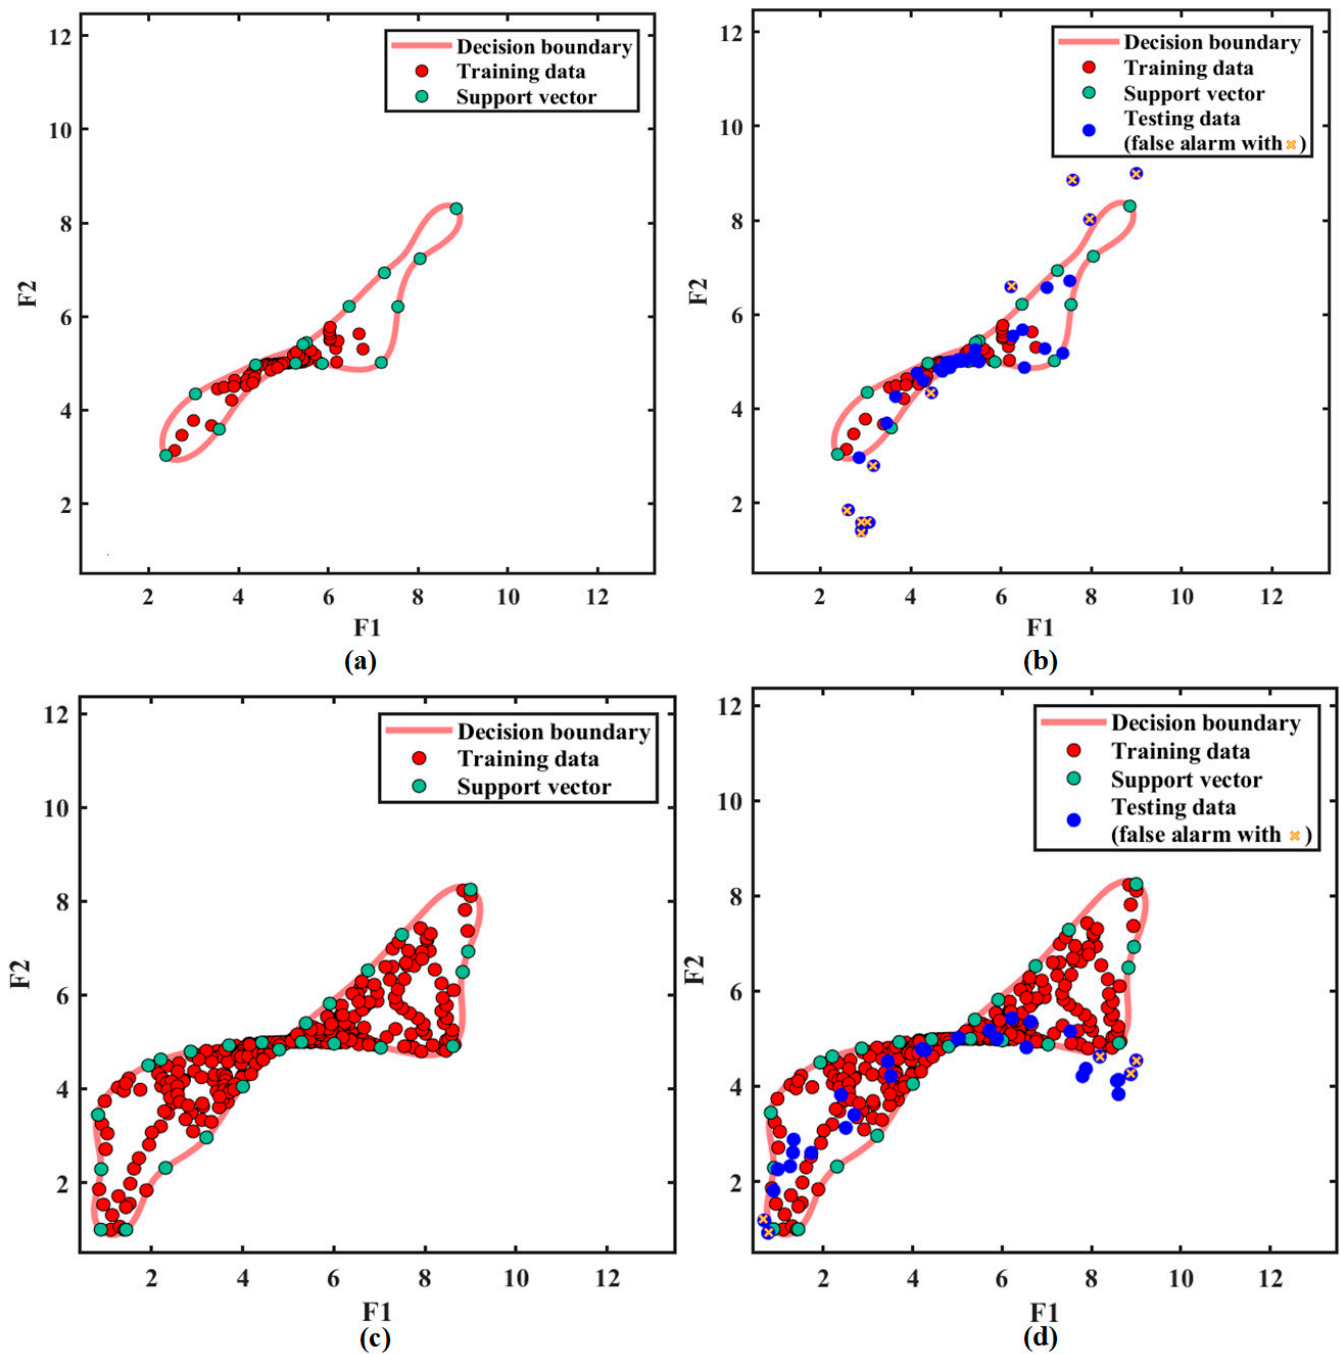 Decision boundary
Training data
Support vector
12
10
8
6
4
2
F2
2 4 6 8 10 12
F1
(a)
Decision boundary
Training data
Support vector
Testing data
(false alarm with )
12
10
8
6
4
2
F2
2 4 6 8 10 12
F1
(b)
Decision boundary
Training data
Support vector
12
10
8
6
4
2
F2
2 4 6 8 10 12
F1
(c)
Decision boundary
Training data
Support vector
Testing data
(false alarm with )
12
10
8
6
4
2
F2
2 4 6 8 10 12
F1
(d)